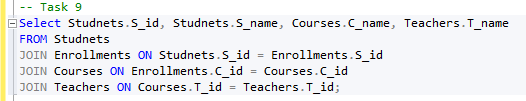 -- Task 9
Select Studnets.S_id, Studnets.S_name, Courses.C_name, Teachers.T_name
FROM Studnets
JOIN Enrollments ON Studnets.S_id = Enrollments.S_id
JOIN Courses ON Enrollments.C_id = Courses.C_id
JOIN Teachers ON Courses.T_id = Teachers.T_id;